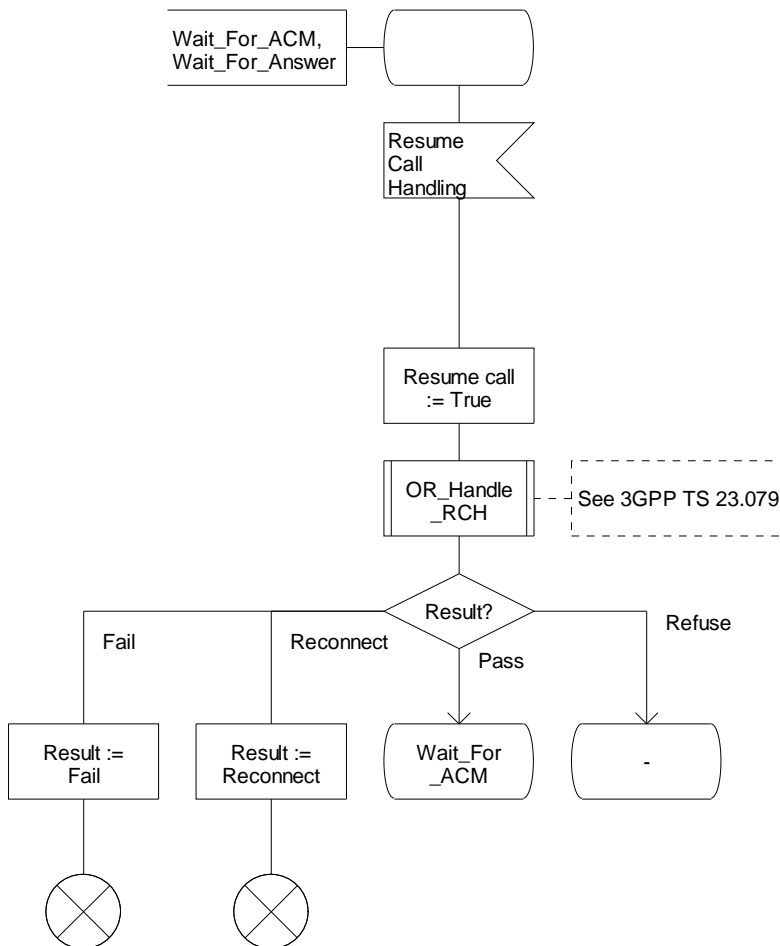 Wait_For_ACM,
Wait_For_Answer
Resume
Call
Handling
Resume call
:= True
OR_Handle
_RCH
See 3GPP TS 23.079
Result?
Fail
Reconnect
Pass
Refuse
Result :=
Fail
Result :=
Reconnect
Wait_For
_ACM
-